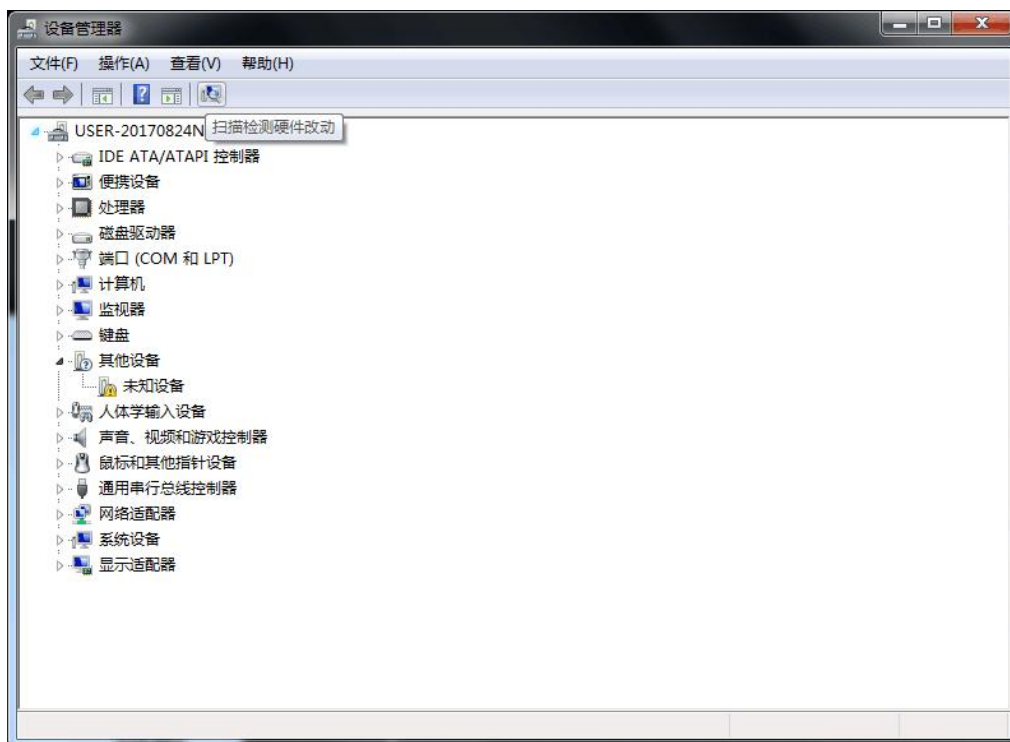 设备管理器
文件(F) 操作(A) 查看(V) 帮助(H)
扫描检测硬件改动
USER-20170824N
IDE ATA/ATAPI 控制器
便携设备
处理器
磁盘驱动器
端口 (COM 和 LPT)
计算机
监视器
键盘
其他设备
未知设备
人体学输入设备
声音、视频和游戏控制器
鼠标和其他指针设备
通用串行总线控制器
网络适配器
系统设备
显示适配器